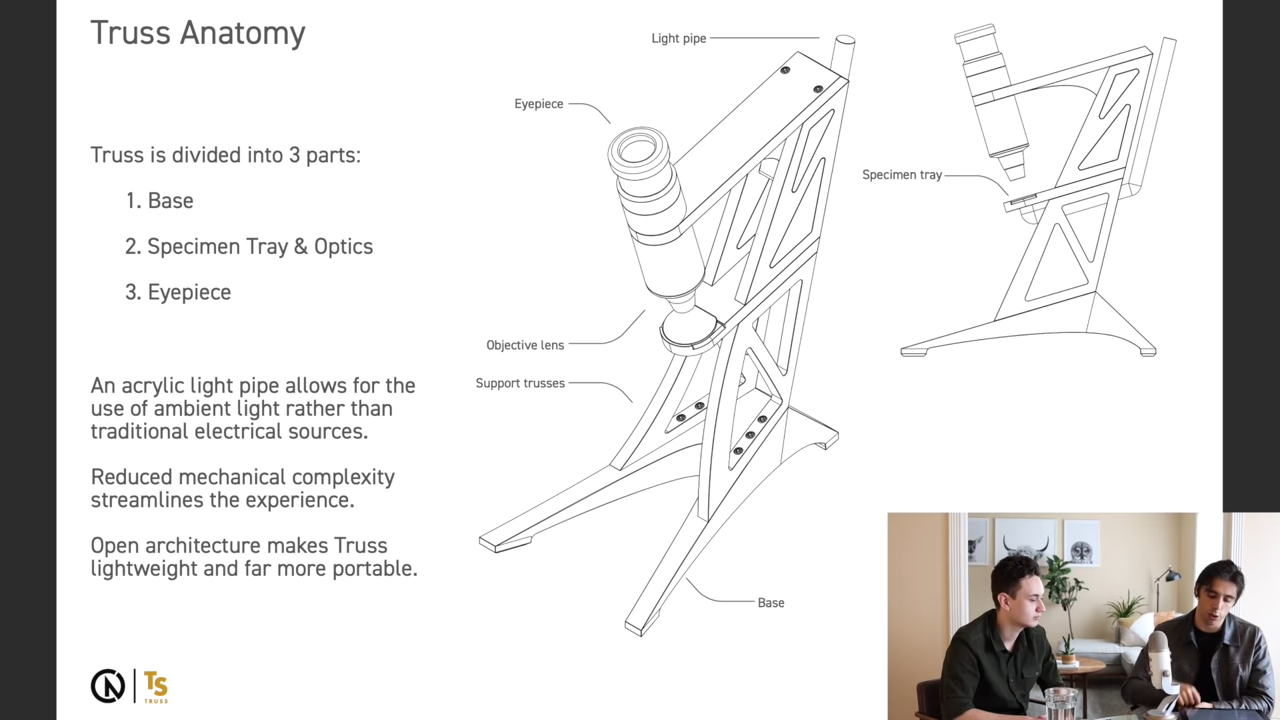 Truss Anatomy
Truss is divided into 3 parts:
1. Base
2. Specimen Tray & Optics
3. Eyepiece
An acrylic light pipe allows for the
use of ambient light rather than
traditional electrical sources.
Reduced mechanical complexity
streamlines the experience.
Open architecture makes Truss
lightweight and far more portable.
Light pipe
Eyepiece
Specimen tray
Objective lens
Support trusses
Base
TS
TRUSS